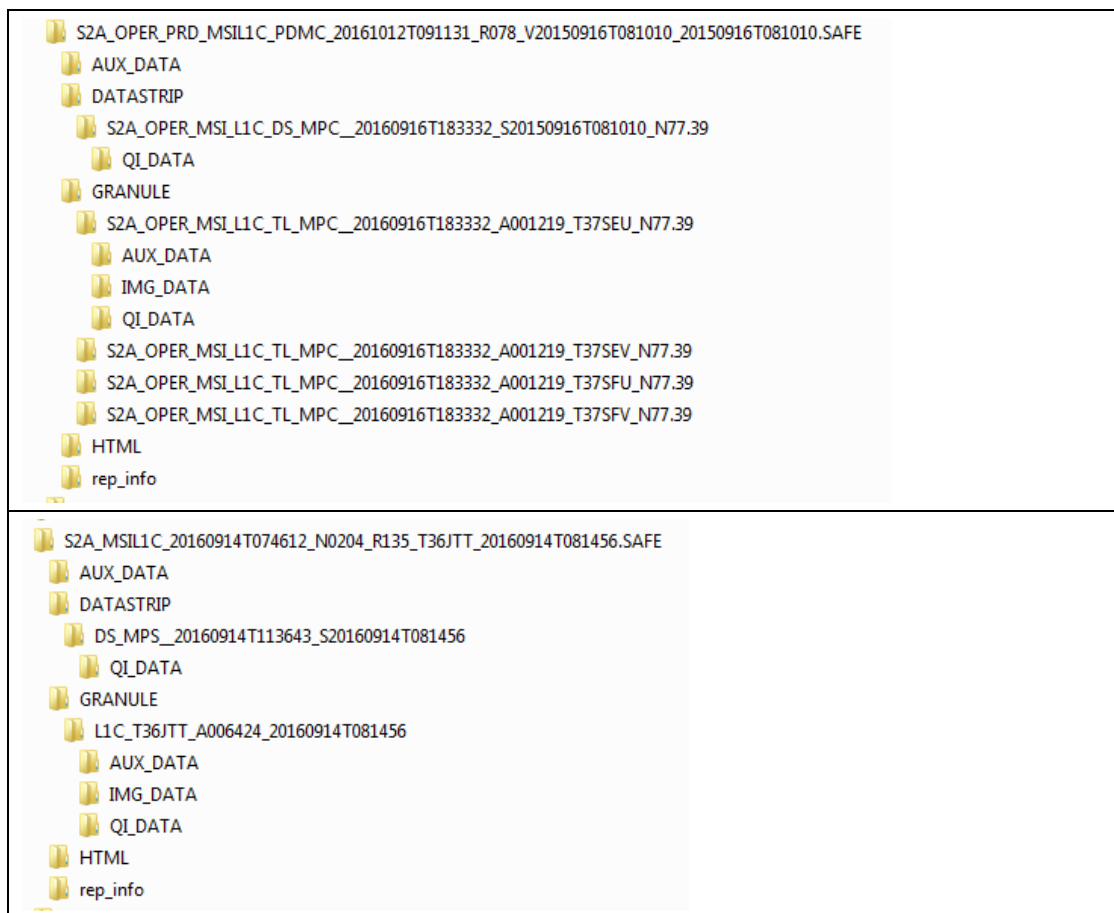 S2A_OPER_PRD_MSIL1C_PDMC_20161012T091131_R078_V20150916T081010_20150916T081010.SAFE
AUX_DATA
DATASTRIP
S2A_OPER_MSI_L1C_DS_MPC__20160916T183332_S20150916T081010_N77.39
QI_DATA
GRANULE
S2A_OPER_MSI_L1C_TL_MPC__20160916T183332_A001219_T37SEU_N77.39
AUX_DATA
IMG_DATA
QI_DATA
S2A_OPER_MSI_L1C_TL_MPC__20160916T183332_A001219_T37SEV_N77.39
S2A_OPER_MSI_L1C_TL_MPC__20160916T183332_A001219_T37SFU_N77.39
S2A_OPER_MSI_L1C_TL_MPC__20160916T183332_A001219_T37SFV_N77.39
HTML
rep_info
S2A_MSIL1C_20160914T074612_N0204_R135_T36JTT_20160914T081456.SAFE
AUX_DATA
DATASTRIP
DS_MPS__20160914T113643_S20160914T081456
QI_DATA
GRANULE
L1C_T36JTT_A006424_20160914T081456
AUX_DATA
IMG_DATA
QI_DATA
HTML
rep_info